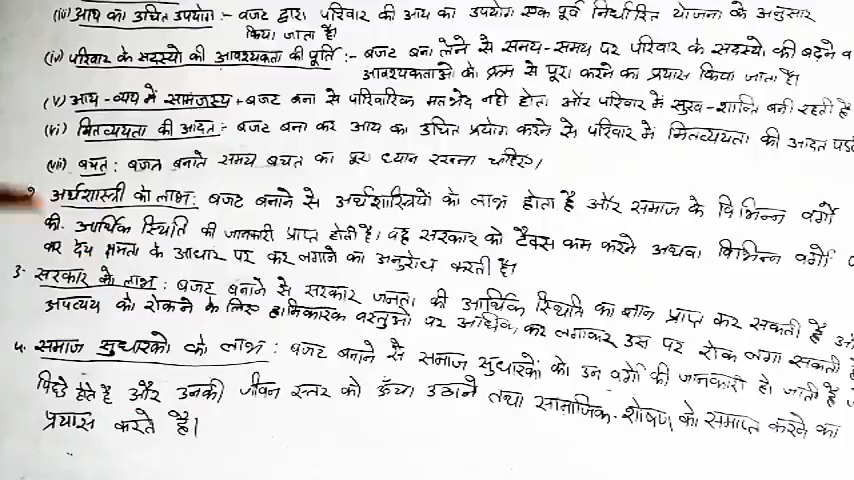 (iii) आय का उचित उपयोग :- बजट द्वारा परिवार की आय का उपयोग एक पूर्व निर्धारित योजना के अनुसार
किया जाता है।
(iv) परिवार के सदस्यो की आवश्यकता की पूर्ति :- बजट बना लेने से समय-समय पर परिवार के सदस्यो की बढ़ने व
आवश्यकताओ के क्रम से पूरा करने का प्रयास किया जाता है।
(v) आय-व्यय में सामंजस्य - बजट बना से परिवारिक मतभेद नही होता और परिवार में सुख-शान्ति बनी रहती है
(vi) मितव्ययता की आदत :- बजट बना कर आय का उचित प्रयोग करने से परिवार में मितव्ययता की आदत
(vii) बचत : बजत बनाते समय बचत का पूरा ध्यान रखना चाहिए।
अर्थशास्त्री को लाभ : बजट बनाने से अर्थशास्त्रियों को लाभ होता है और समाज के विभिन्न वर्गो
की आर्थिक स्थिति की जानकारी प्राप्त होती है। यह सरकार को टैक्स कम करने अथवा विभिन्न वर्गो
कर देय क्षमता के आधार पर कर लगाने का अनुरोध करती है।
3. सरकार को लाभ : बजट बनाने से सरकार जनता की आर्थिक स्थिति का ज्ञान प्राप्त कर सकती है
अपव्यय को रोकने के लिए हानिकारक वस्तुओ पर अधिक कर लगाकर उस पर रोक लगा सकती
4. समाज सुधारको को लाभ : बजट बनाने से समाज सुधारकों को उन वर्गो की जानकारी हो जाती है
पिछड़े होते है और उनकी जीवन स्तर को ऊँचा उठाने तथा सामाजिक-शोषण को समाप्त करने का
प्रयास करते है।